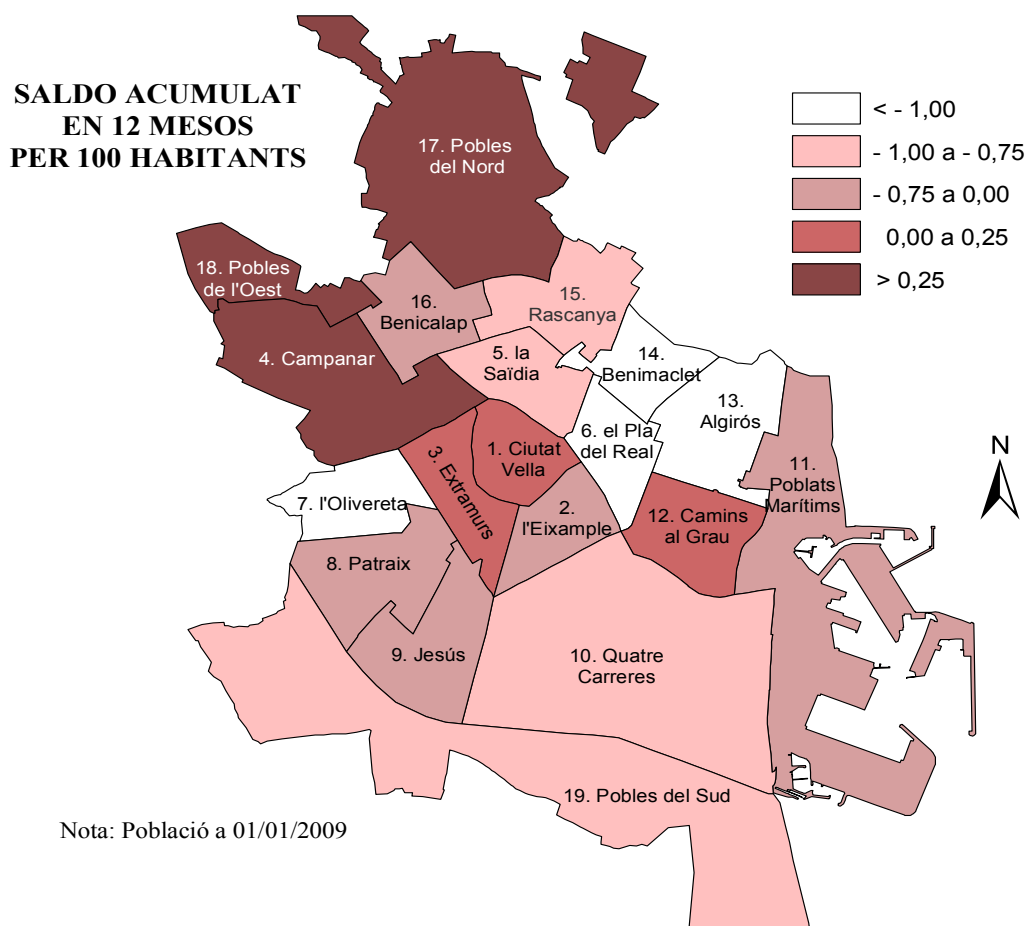 SALDO ACUMULAT
EN 12 MESOS
PER 100 HABITANTS
< - 1,00
- 1,00 a - 0,75
- 0,75 a 0,00
0,00 a 0,25
> 0,25
17. Pobles
del Nord
18. Pobles
de l'Oest
16.
Benicalap
15.
Rascanya
4. Campanar
5. la
Saïdia
14.
Benimaclet
13.
Algirós
6. el Pla
del Real
1. Ciutat
Vella
3. Extramurs
11.
Poblats
Marítims
N
7. l'Olivereta
2.
l'Eixample
12. Camins
al Grau
8. Patraix
9. Jesús
10. Quatre
Carreres
19. Pobles del Sud
Nota: Població a 01/01/2009